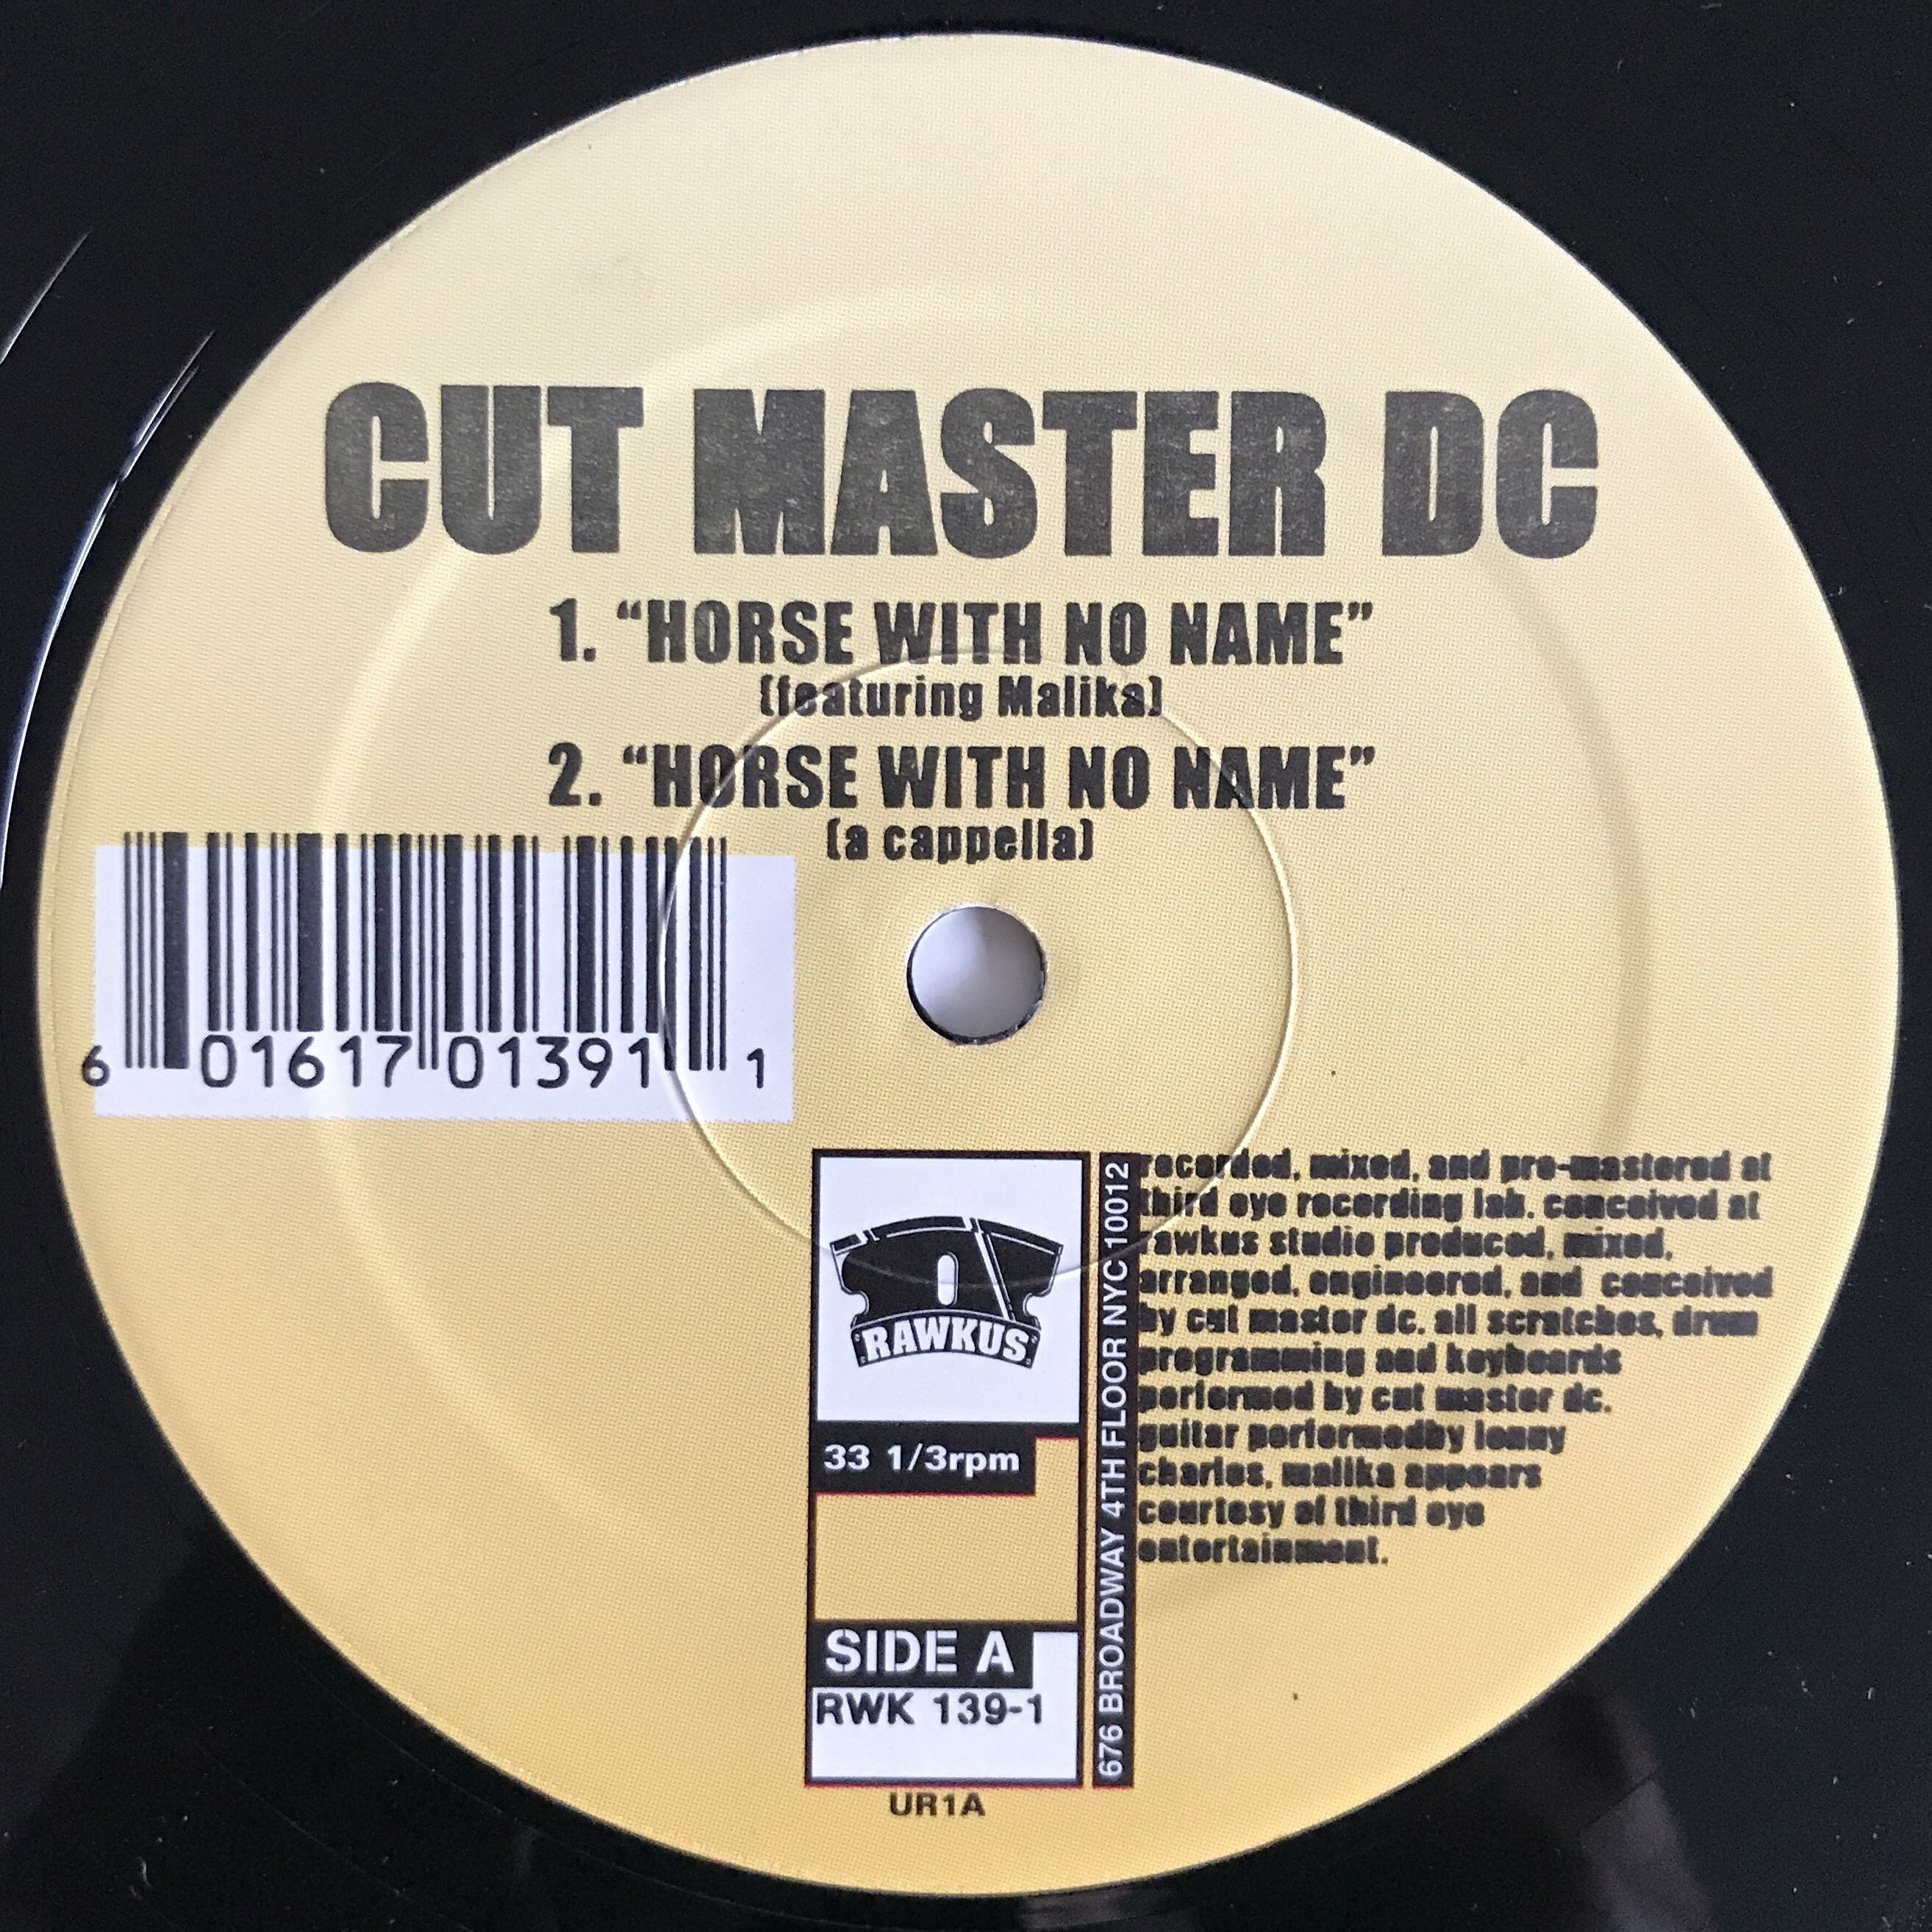 CUT MASTER DC
1. “HORSE WITH NO NAME”
(featuring Malika)
2. “HORSE WITH NO NAME”
(a cappella)
6 01617 01391 1
RAWKUS
33 1/3rpm
SIDE A
RWK 139-1
UR1A
676 BROADWAY 4TH FLOOR NYC 10012
recorded, mixed, and pre-mastered at
third eye recording lab. conceived at
rawkus studio produced, mixed,
arranged, engineered, and conceived
by cut master dc. all scratches, drum
programming and keyboards
performed by cut master dc.
guitar performedby lenny
charles, malika appears
courtesy of third eye
entertainment.